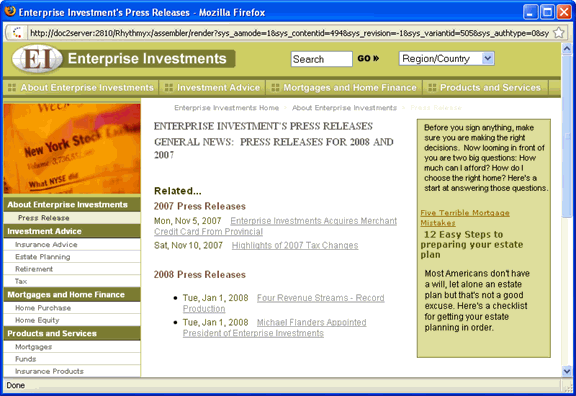 Enterprise Investment's Press Releases - Mozilla Firefox
http://doc2server:2810/Rhythmyx/assembler/render?sys_aamode=1&sys_contentid=494&sys_revision=-1&sys_variantid=505&sys_authtype=0&sy
EI Enterprise Investments Search GO Region/Country
About Enterprise Investments Investment Advice Mortgages and Home Finance Products and Services
Enterprise Investments Home About Enterprise Investments Press Release
New York Stock Exchange
What NYSE did
About Enterprise Investments
Press Release
Investment Advice
Insurance Advice
Estate Planning
Retirement
Tax
Mortgages and Home Finance
Home Purchase
Home Equity
Products and Services
Mortgages
Funds
Insurance Products
ENTERPRISE INVESTMENT'S PRESS RELEASES
GENERAL NEWS: PRESS RELEASES FOR 2008 AND
2007
Related...
2007 Press Releases
Mon, Nov 5, 2007 Enterprise Investments Acquires Merchant
Credit Card From Provincial
Sat, Nov 10, 2007 Highlights of 2007 Tax Changes
2008 Press Releases
Tue, Jan 1, 2008 Four Revenue Streams - Record
Production
Tue, Jan 1, 2008 Michael Flanders Appointed
President of Enterprise Investments
Before you sign anything, make
sure you are making the right
decisions. Now looming in front
of you are two big questions: How
much can I afford? How do I
choose the right home? Here's a
start at answering those questions.
Five Terrible Mortgage
Mistakes
12 Easy Steps to
preparing your estate
plan
Most Americans don't have
a will, let alone an estate
plan but that's not a good
excuse. Here's a checklist
for getting your estate
planning in order.
Done